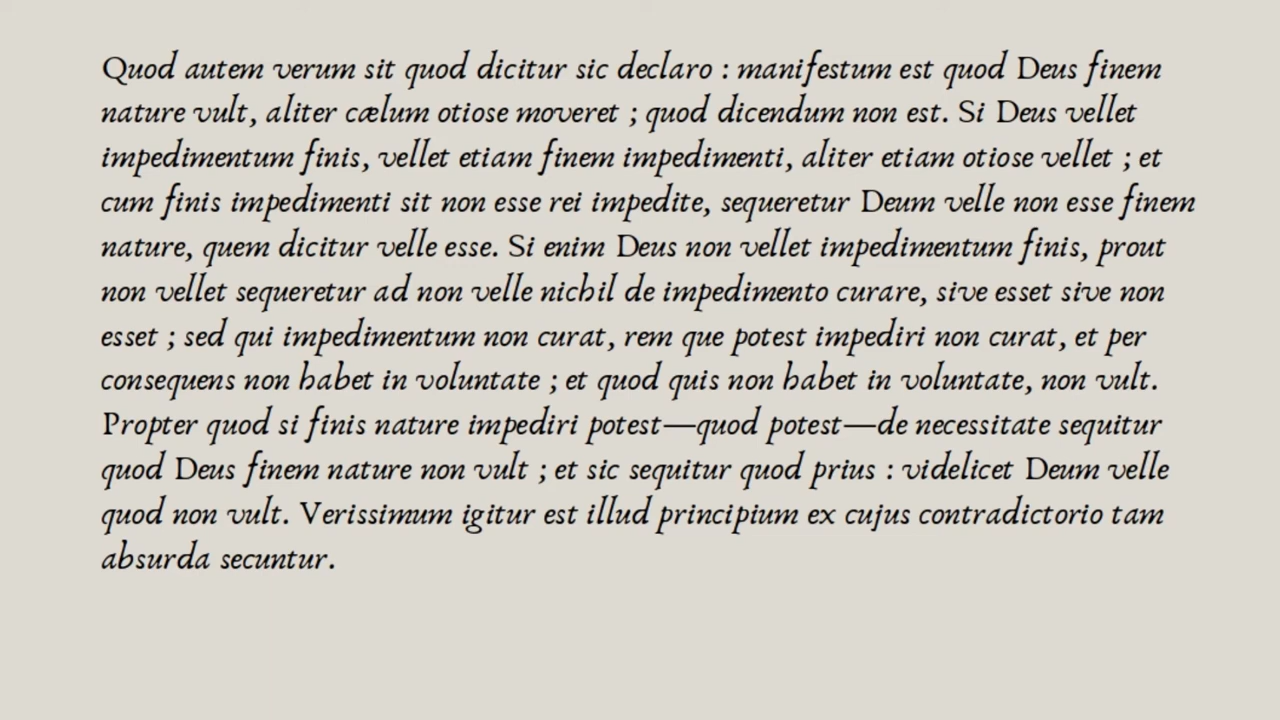 Quod autem verum sit quod dicitur sic declaro : manifestum est quod Deus finem
nature vult, aliter cælum otiose moveret ; quod dicendum non est. Si Deus vellet
impedimentum finis, vellet etiam finem impedimenti, aliter etiam otiose vellet ; et
cum finis impedimenti sit non esse rei impedite, sequeretur Deum velle non esse finem
nature, quem dicitur velle esse. Si enim Deus non vellet impedimentum finis, prout
non vellet sequeretur ad non velle nichil de impedimento curare, sive esset sive non
esset ; sed qui impedimentum non curat, rem que potest impediri non curat, et per
consequens non habet in voluntate ; et quod quis non habet in voluntate, non vult.
Propter quod si finis nature impediri potest—quod potest—de necessitate sequitur
quod Deus finem nature non vult ; et sic sequitur quod prius : videlicet Deum velle
quod non vult. Verissimum igitur est illud principium ex cujus contradictorio tam
absurda secuntur.